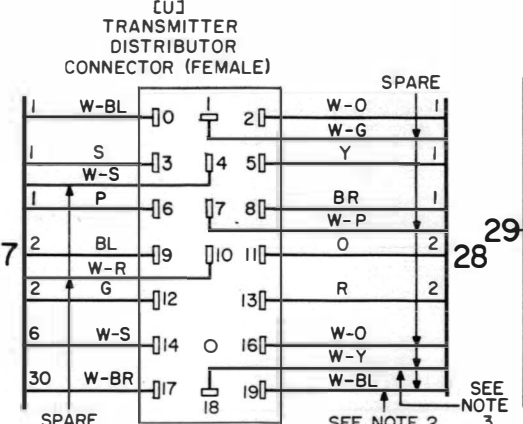 [U]
TRANSMITTER
DISTRIBUTOR
CONNECTOR (FEMALE)
SPARE
1 W-BL 0 1 2 W-O 1
W-G
1 S 3 4 5 Y 1
W-S
1 P 6 7 8 BR 1
W-P
29
7 2 BL 9 10 11 O 2 28
W-R
2 G 12 13 R 2
6 W-S 14 16 W-O
W-Y
30 W-BR 17 18 19 W-BL
SEE
NOTE
3
SPARE
SEE NOTE 2